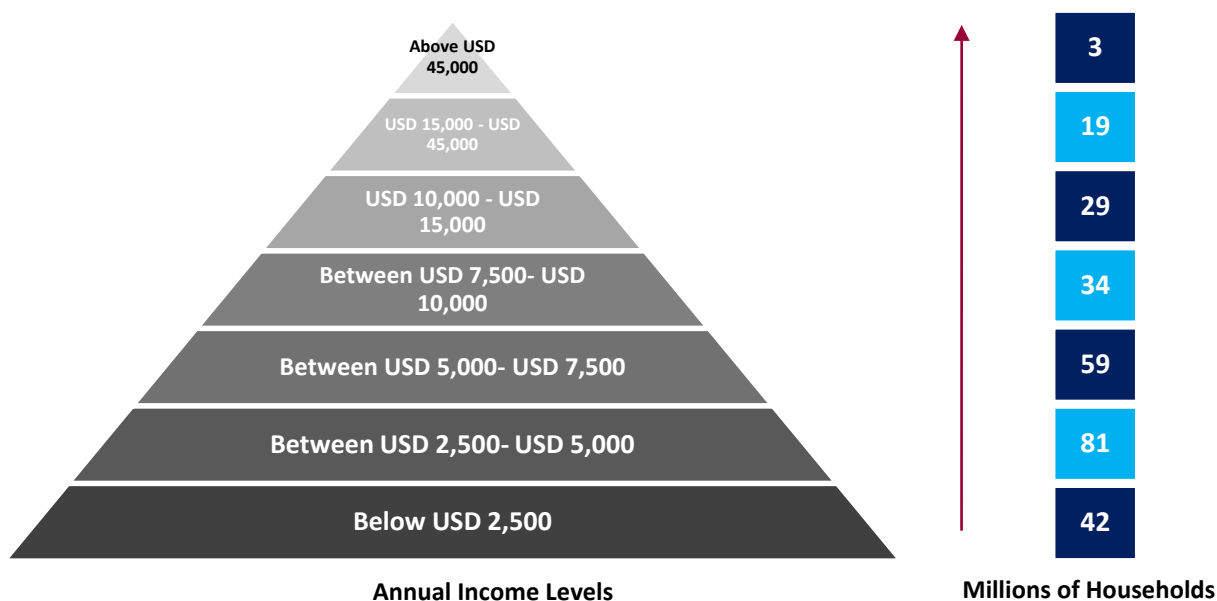 Above USD
45,000
3
USD 15,000 - USD
45,000
19
USD 10,000 - USD
15,000
29
Between USD 7,500- USD
10,000
34
Between USD 5,000- USD 7,500
59
Between USD 2,500- USD 5,000
81
Below USD 2,500
42
Annual Income Levels
Millions of Households